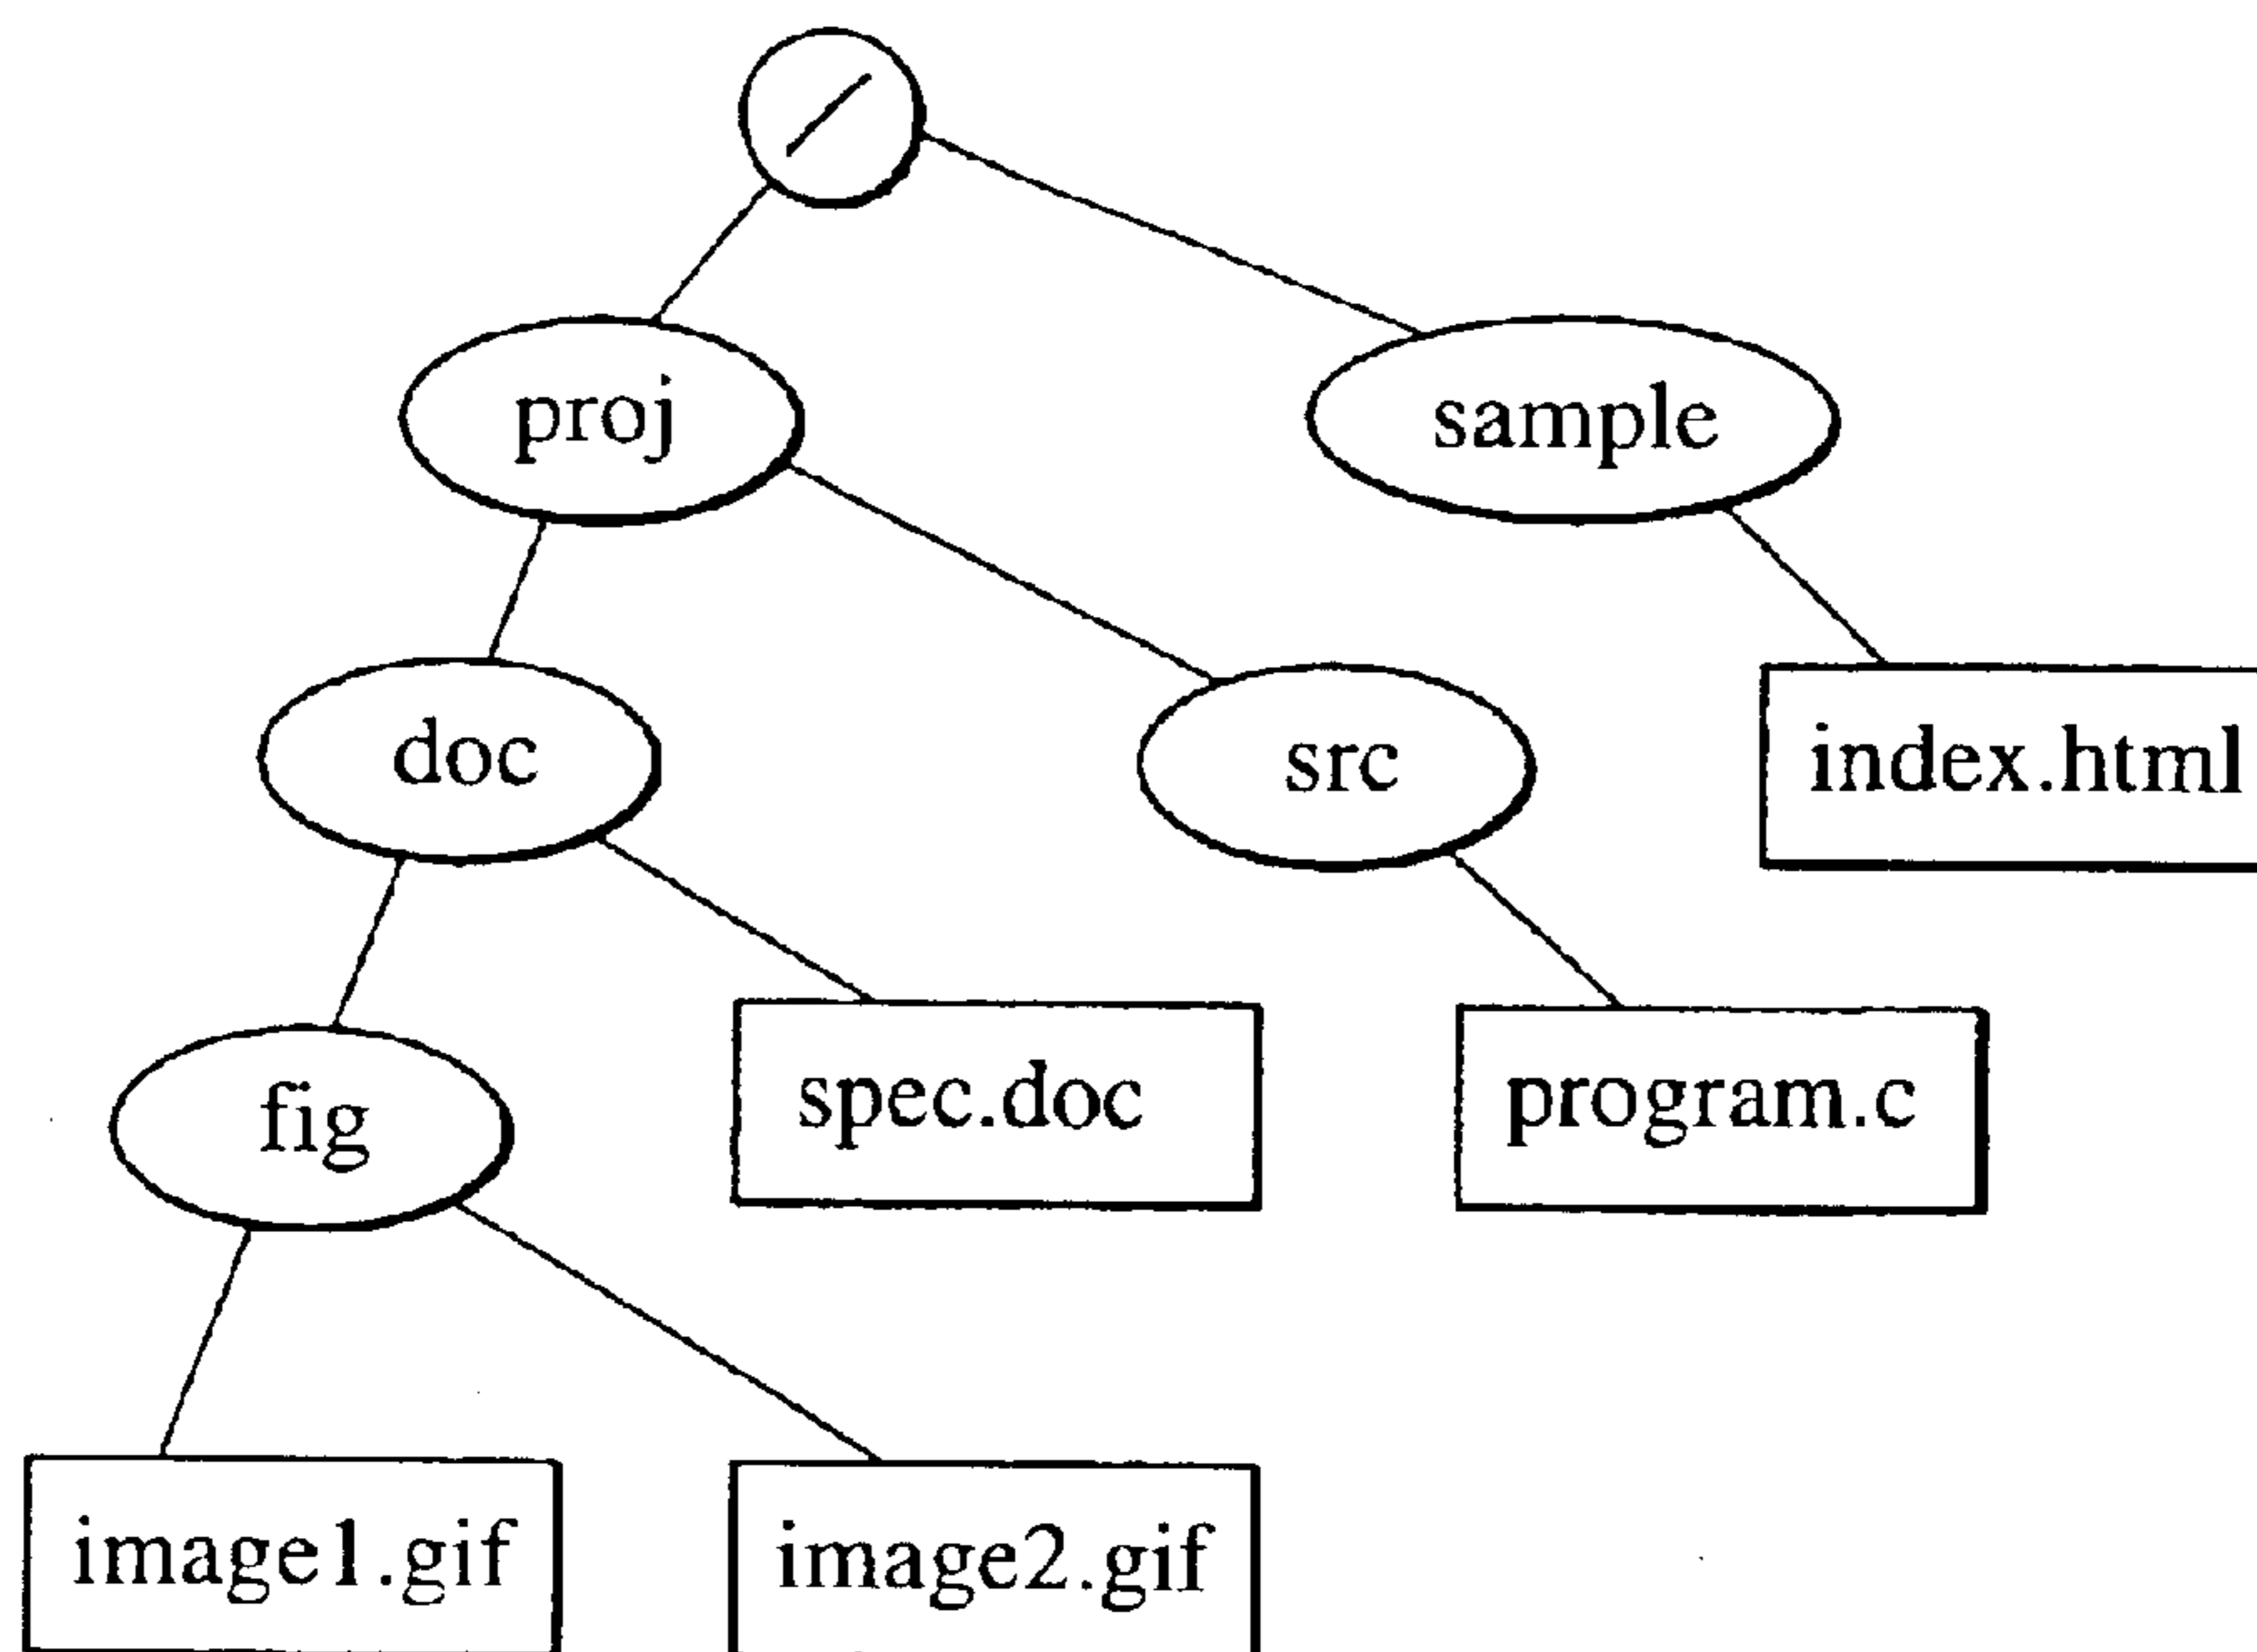 /
proj sample
doc src index.html
fig spec.doc program.c
image1.gif image2.gif